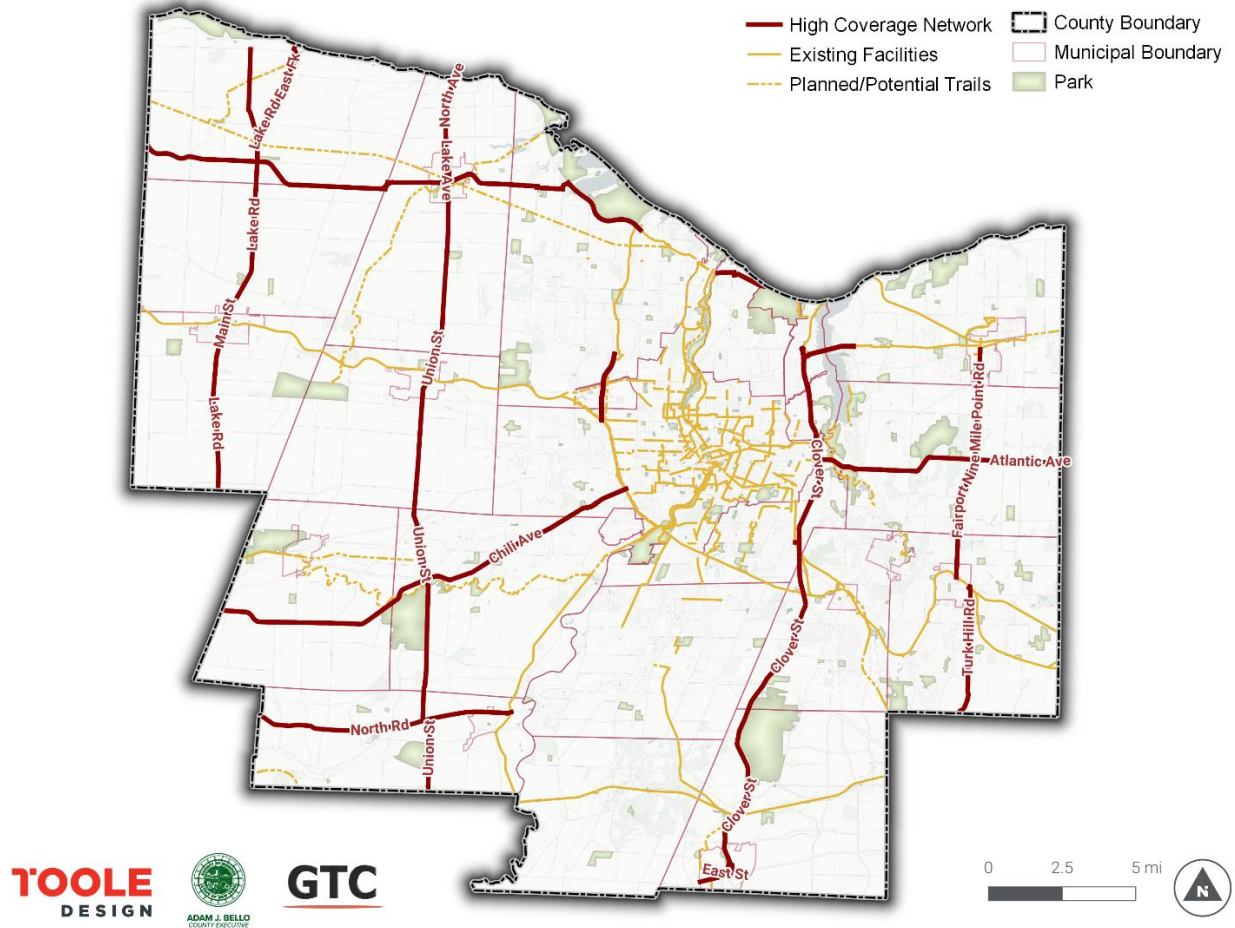 High Coverage Network
Existing Facilities
Planned/Potential Trails
County Boundary
Municipal Boundary
Park
Lake Rd East Fk
North Ave
Lake Ave
Lake Rd
Main St
Lake Rd
Union St
Union St
Chili Ave
North Rd
Union St
Clover St
Clover St
Clover St
East St
Fairport Nine Mile Point Rd
Atlantic Ave
Turk Hill Rd
TOOLE
DESIGN
ADAM J. BELLO
COUNTY EXECUTIVE
GTC
0 2.5 5 mi
N